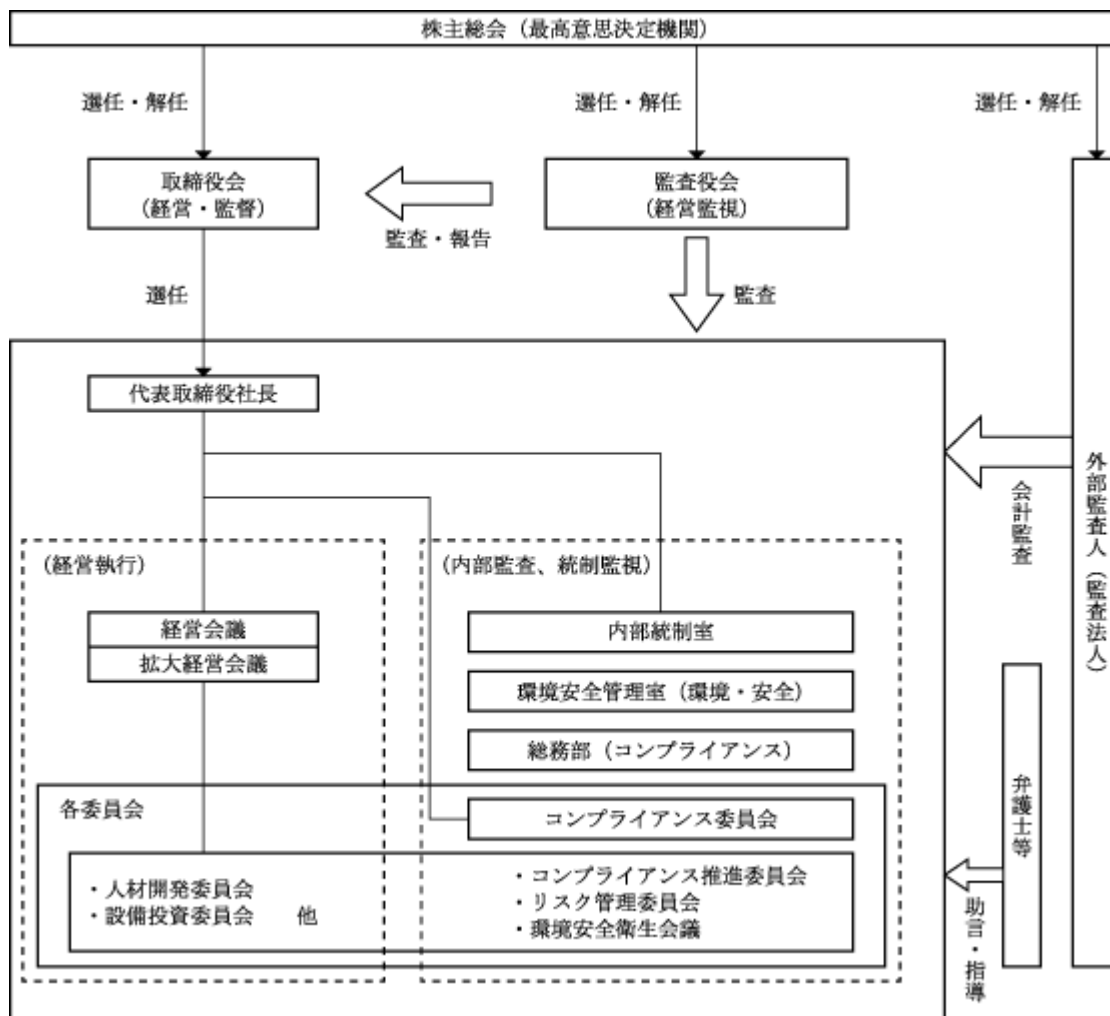 株主総会（最高意思決定機関）
選任・解任
選任・解任
選任・解任
取締役会
（経営・監督）
監査役会
（経営監視）
監査・報告
選任
監査
代表取締役社長
会計監査
外部監査人（監査法人）
（経営執行）
（内部監査、統制監視）
経営会議
拡大経営会議
内部統制室
環境安全管理室（環境・安全）
総務部（コンプライアンス）
各委員会
コンプライアンス委員会
弁護士等
・人材開発委員会
・設備投資委員会　他
・コンプライアンス推進委員会
・リスク管理委員会
・環境安全衛生会議
助言・指導